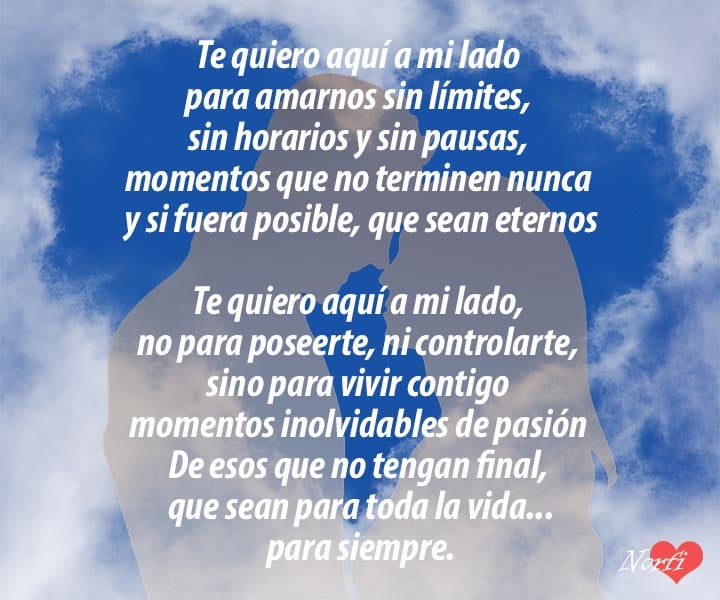 Te quiero aquí a mi lado
para amarnos sin límites,
sin horarios y sin pausas,
momentos que no terminen nunca
y si fuera posible, que sean eternos
Te quiero aquí a mi lado,
no para poseerte, ni controlarte,
sino para vivir contigo
momentos inolvidables de pasión
De esos que no tengan final,
que sean para toda la vida...
para siempre.
Norfi